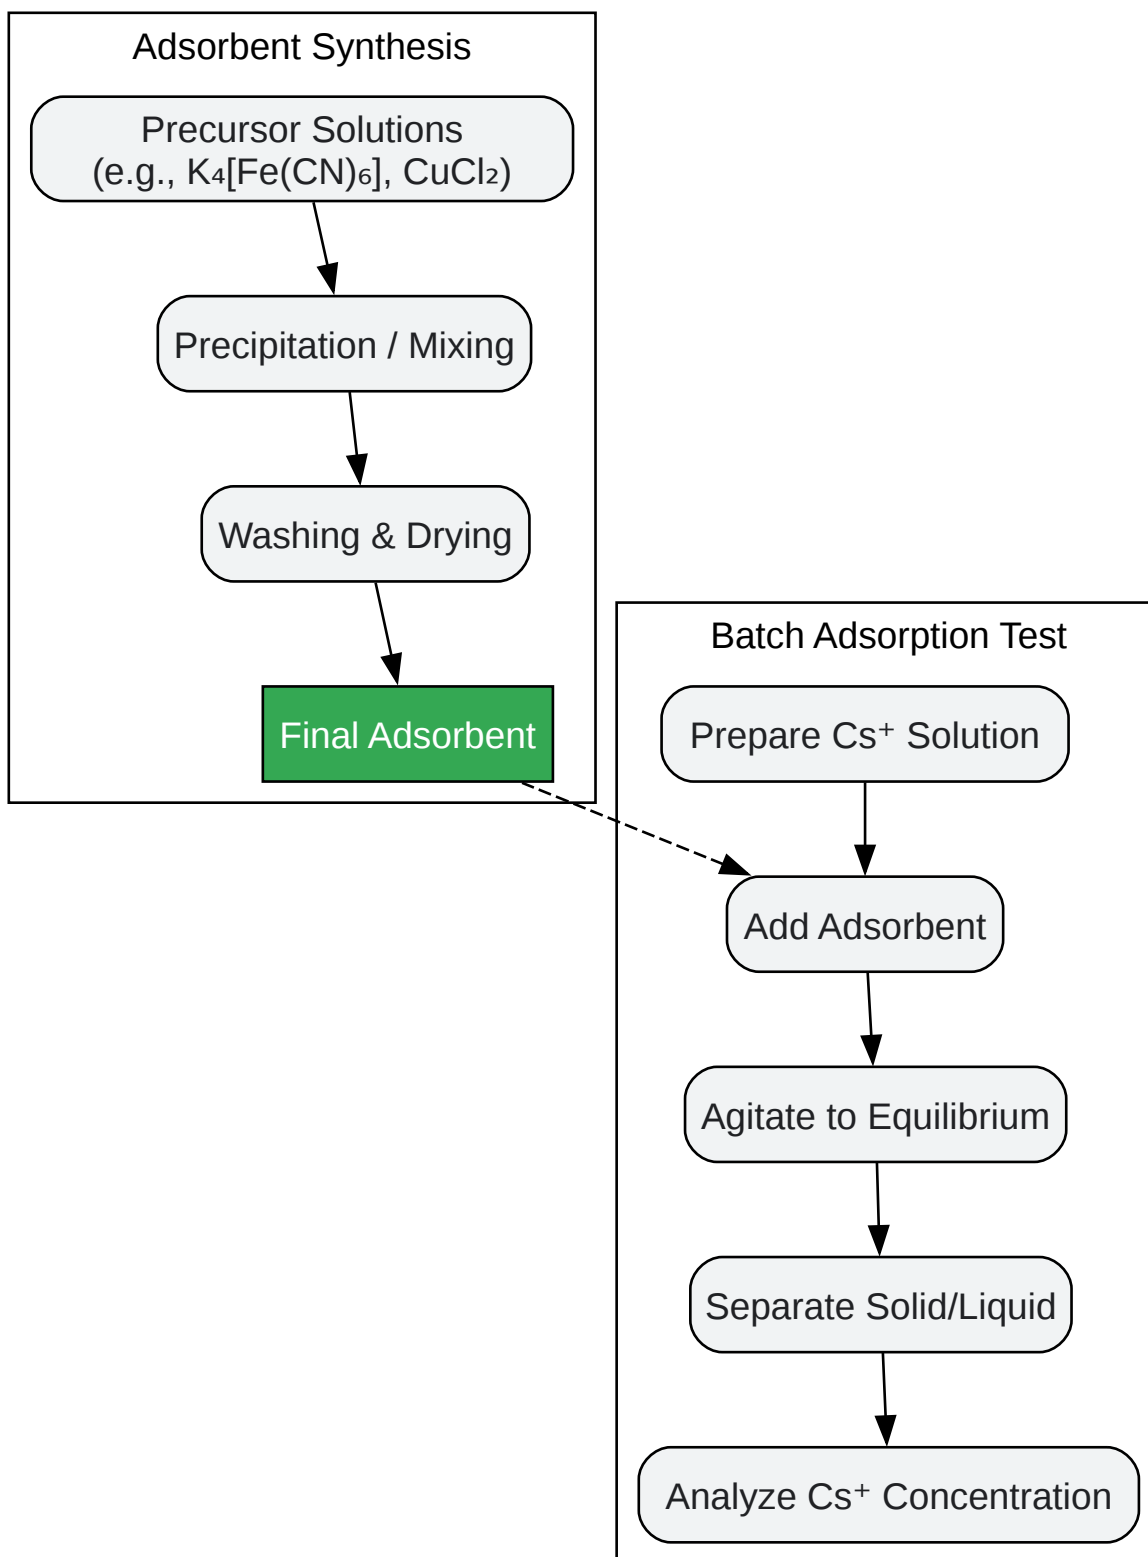 Adsorbent Synthesis
Precursor Solutions
(e.g., K₄[Fe(CN)₆], CuCl₂)
Precipitation / Mixing
Washing & Drying
Final Adsorbent
Batch Adsorption Test
Prepare Cs⁺ Solution
Add Adsorbent
Agitate to Equilibrium
Separate Solid/Liquid
Analyze Cs⁺ Concentration